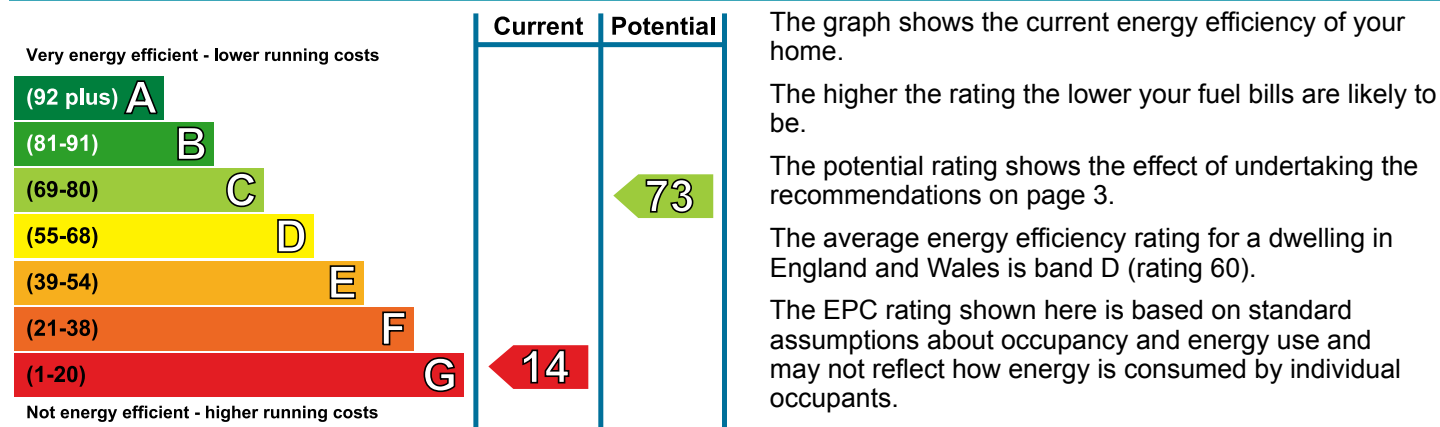 Current Potential
Very energy efficient - lower running costs
(92 plus) A
(81-91) B
(69-80) C
73
(55-68) D
(39-54) E
(21-38) F
(1-20) G
14
Not energy efficient - higher running costs
The graph shows the current energy efficiency of your
home.
The higher the rating the lower your fuel bills are likely to
be.
The potential rating shows the effect of undertaking the
recommendations on page 3.
The average energy efficiency rating for a dwelling in
England and Wales is band D (rating 60).
The EPC rating shown here is based on standard
assumptions about occupancy and energy use and
may not reflect how energy is consumed by individual
occupants.